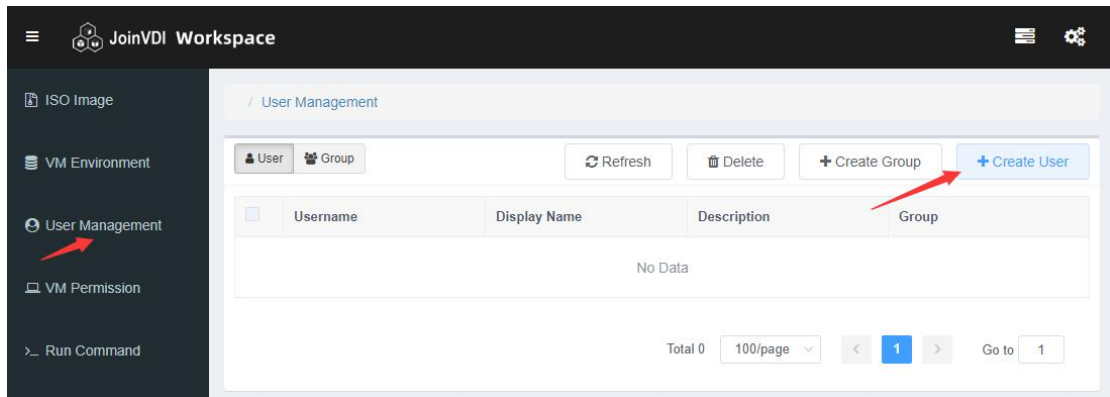 JoinVDI Workspace
ISO Image
VM Environment
User Management
VM Permission
>_ Run Command
/ User Management
User Group Refresh Delete + Create Group + Create User
Username Display Name Description Group
No Data
Total 0 100/page < 1 > Go to 1